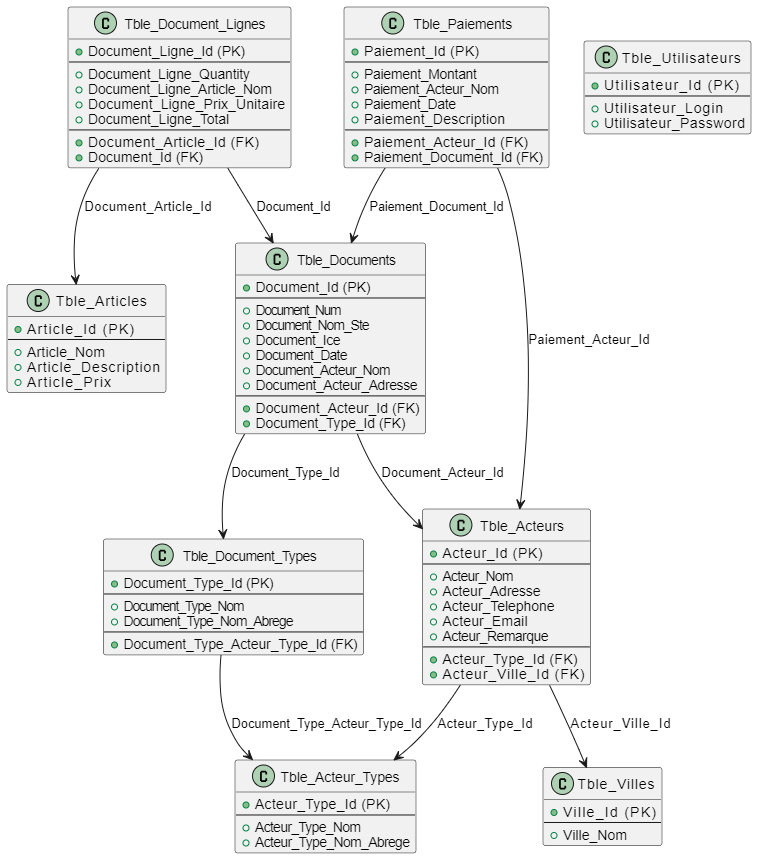 C Tble_Document_Lignes
Document_Ligne_Id (PK)
Document_Ligne_Quantity
Document_Ligne_Article_Nom
Document_Ligne_Prix_Unitaire
Document_Ligne_Total
Document_Article_Id (FK)
Document_Id (FK)
C Tble_Paiements
Paiement_Id (PK)
Paiement_Montant
Paiement_Acteur_Nom
Paiement_Date
Paiement_Description
Paiement_Acteur_Id (FK)
Paiement_Document_Id (FK)
C Tble_Utilisateurs
Utilisateur_Id (PK)
Utilisateur_Login
Utilisateur_Password
Document_Article_Id
Document_Id
Paiement_Document_Id
C Tble_Articles
Article_Id (PK)
Article_Nom
Article_Description
Article_Prix
C Tble_Documents
Document_Id (PK)
Document_Num
Document_Nom_Ste
Document_Ice
Document_Date
Document_Acteur_Nom
Document_Acteur_Adresse
Document_Acteur_Id (FK)
Document_Type_Id (FK)
Paiement_Acteur_Id
Document_Type_Id
Document_Acteur_Id
C Tble_Document_Types
Document_Type_Id (PK)
Document_Type_Nom
Document_Type_Nom_Abrege
Document_Type_Acteur_Type_Id (FK)
C Tble_Acteurs
Acteur_Id (PK)
Acteur_Nom
Acteur_Adresse
Acteur_Telephone
Acteur_Email
Acteur_Remarque
Acteur_Type_Id (FK)
Acteur_Ville_Id (FK)
Document_Type_Acteur_Type_Id
Acteur_Type_Id
Acteur_Ville_Id
C Tble_Acteur_Types
Acteur_Type_Id (PK)
Acteur_Type_Nom
Acteur_Type_Nom_Abrege
C Tble_Villes
Ville_Id (PK)
Ville_Nom